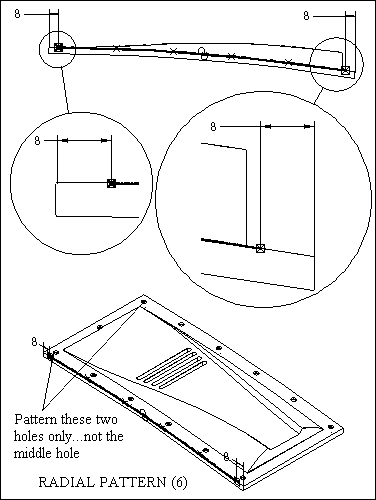 8
8
8
8
8
8
Pattern these two
holes only...not the
middle hole
RADIAL PATTERN (6)